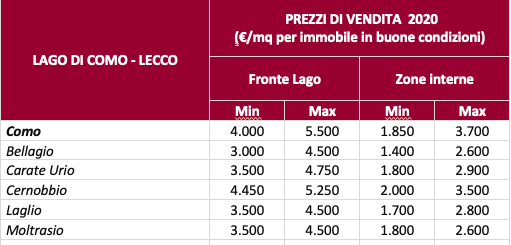 LAGO DI COMO - LECCO
PREZZI DI VENDITA 2020
(€/mq per immobile in buone condizioni)
Fronte Lago Zone interne
Min Max Min Max
Como 4.000 5.500 1.850 3.700
Bellagio 3.000 4.500 1.400 2.600
Carate Urio 3.500 4.750 1.800 2.900
Cernobbio 4.450 5.250 2.000 3.500
Laglio 3.500 4.500 1.700 2.800
Moltrasio 3.500 4.500 1.800 2.600